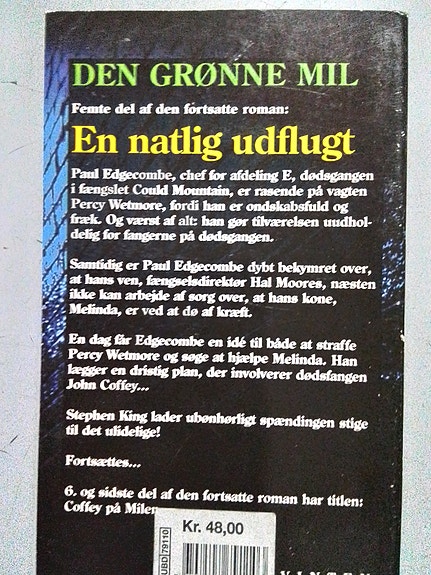 DEN GRØNNE MIL
Femte del af den fortsatte roman:
En natlig udflugt
Paul Edgecombe, chef for afdeling E, dødsgangen
i fængslet Could Mountain, er rasende på vagten
Percy Wetmore, fordi han er ondskabsfuld og
fræk. Og værst af alt: han gør tilværelsen uudhol-
delig for fangerne på dødsgangen.
Samtidig er Paul Edgecombe dybt bekymret over,
at hans ven, fængselsdirektør Hal Moores, næsten
ikke kan arbejde af sorg over, at hans kone,
Melinda, er ved at dø af kræft.
En dag får Edgecombe en idé til både at straffe
Percy Wetmore og søge at hjælpe Melinda. Han
lægger en dristig plan, der involverer dødsfangen
John Coffey...
Stephen King lader ubønhørligt spændingen stige
til det ulidelige!
Fortsættes...
6. og sidste del af den fortsatte roman har titlen:
Coffey på Milen
Kr. 48,00
UBD 79110